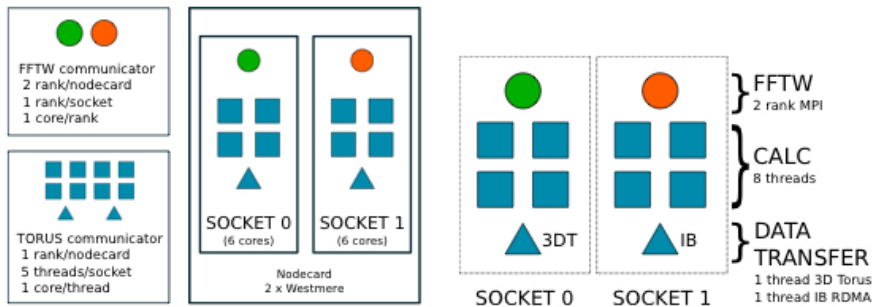 FFTW communicator
2 rank/nodecard
1 rank/socket
1 core/rank
TORUS communicator
1 rank/nodecard
5 threads/socket
1 core/thread
SOCKET 0
(6 cores)
SOCKET 1
(6 cores)
Nodecard
2 x Westmere
3DT
IB
SOCKET 0
SOCKET 1
FFTW
2 rank MPI
CALC
8 threads
DATA
TRANSFER
1 thread 3D Torus
1 thread IB RDMA